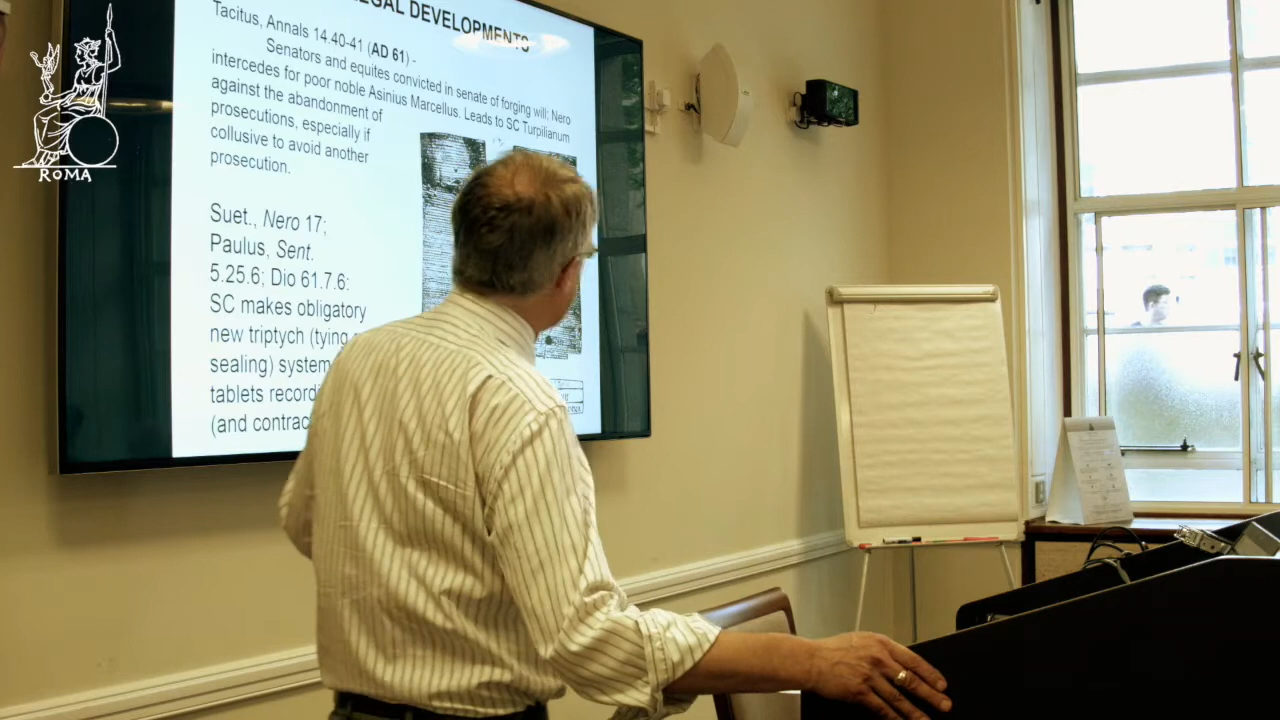 LEGAL DEVELOPMENTS
Tacitus, Annals 14.40-41 (AD 61) -
Senators and equites convicted in senate of forging will; Nero
intercedes for poor noble Asinius Marcellus. Leads to SC Turpilianum
against the abandonment of
prosecutions, especially if
collusive to avoid another
prosecution.
Suet., Nero 17;
Paulus, Sent.
5.25.6; Dio 61.7.6:
SC makes obligatory
new triptych (tying
sealing) system
tablets record
(and contrac
ROMA